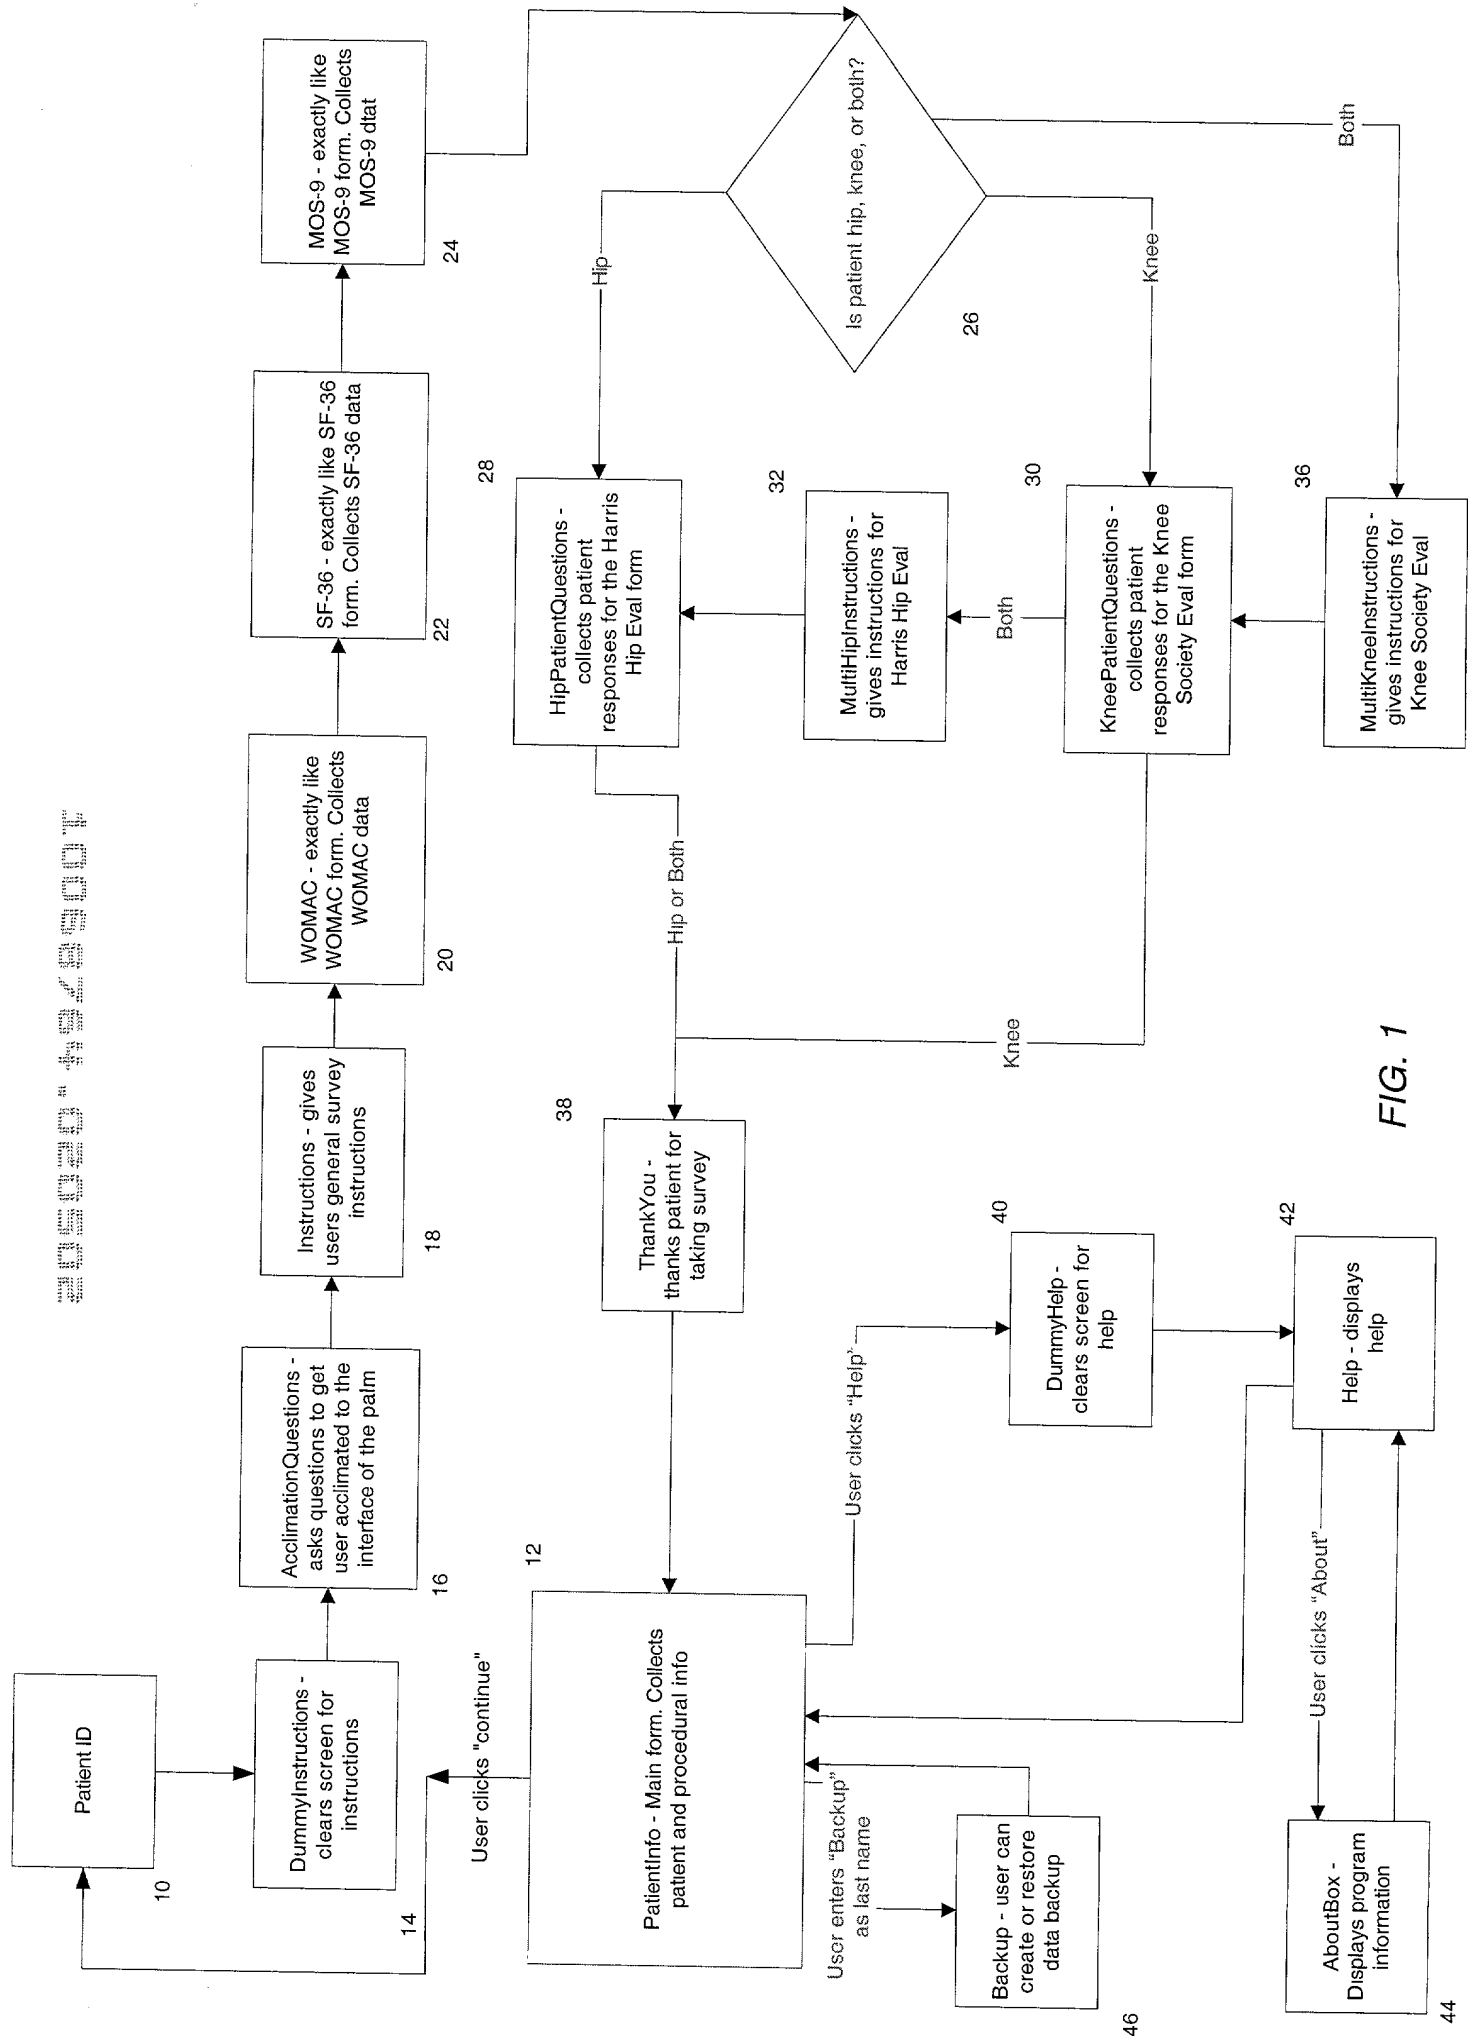 Patient ID
10
DummyInstructions -
clears screen for
instructions
14
AcclimationQuestions -
asks questions to get
user acclimated to the
interface of the palm
16
Instructions - gives
users general survey
instructions
18
WOMAC - exactly like
WOMAC form. Collects
WOMAC data
20
SF-36 - exactly like SF-36
form. Collects SF-36 data
22
MOS-9 - exactly like
MOS-9 form. Collects
MOS-9 dtat
24
Is patient hip, knee, or both?
26
Hip
Knee
Both
HipPatientQuestions -
collects patient
responses for the Harris
Hip Eval form
28
MultiHipInstructions -
gives instructions for
Harris Hip Eval
32
Both
KneePatientQuestions -
collects patient
responses for the Knee
Society Eval form
30
MultiKneeInstructions -
gives instructions for
Knee Society Eval
36
Hip or Both
Knee
ThankYou -
thanks patient for
taking survey
38
User clicks "continue"
PatientInfo - Main form. Collects
patient and procedural info
12
User clicks "Help"
DummyHelp -
clears screen for
help
40
Help - displays
help
42
User clicks "About"
AboutBox -
Displays program
information
44
User enters "Backup"
as last name
Backup - user can
create or restore
data backup
46
FIG. 1